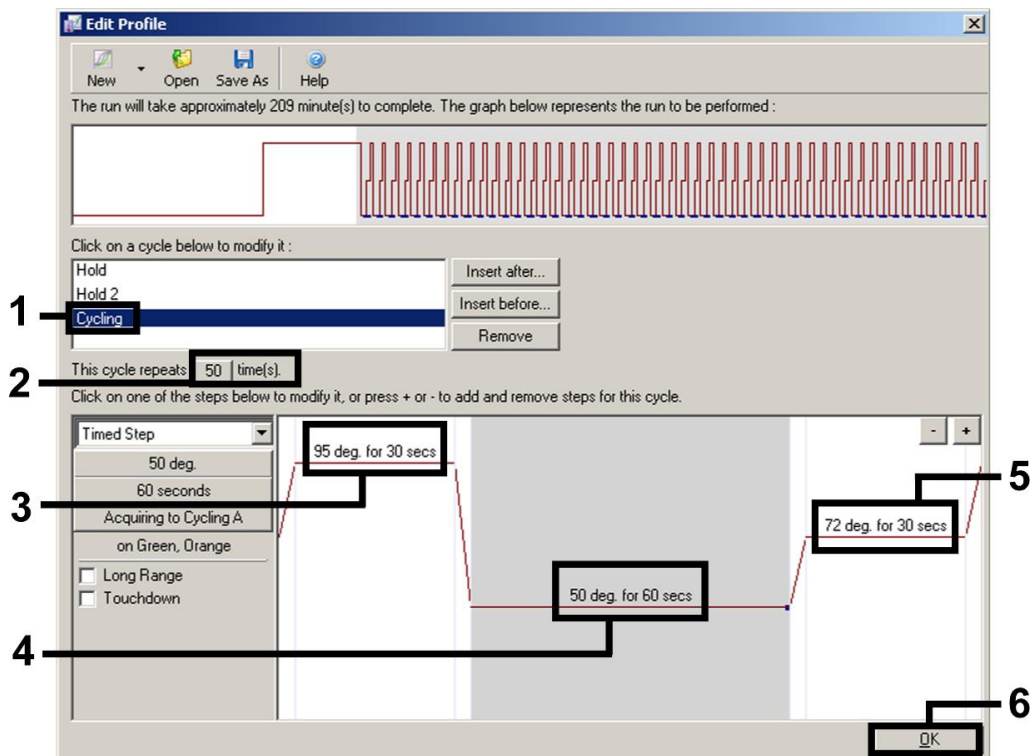 Edit Profile
New Open Save As Help
The run will take approximately 209 minute(s) to complete. The graph below represents the run to be performed :
Click on a cycle below to modify it :
Hold
Hold 2
Cycling
Insert after...
Insert before...
Remove
1
This cycle repeats 50 time(s).
2
Click on one of the steps below to modify it, or press + or - to add and remove steps for this cycle.
Timed Step
50 deg.
60 seconds
Acquiring to Cycling A
on Green, Orange
Long Range
Touchdown
- +
95 deg. for 30 secs
3
50 deg. for 60 secs
4
72 deg. for 30 secs
5
OK
6